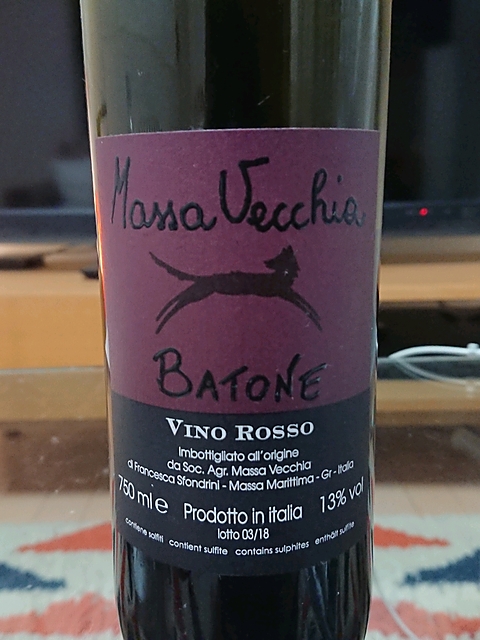 Massa Vecchia
BATONE
VINO ROSSO
Imbottigliato all'origine
da Soc. Agr. Massa Vecchia
di Francesca Sfondrini - Massa Marittima - Gr - Italia
750 ml e Prodotto in italia 13% vol
lotto 03/18
contiene solfiti contient sulfite contains sulphites enthält sulfite